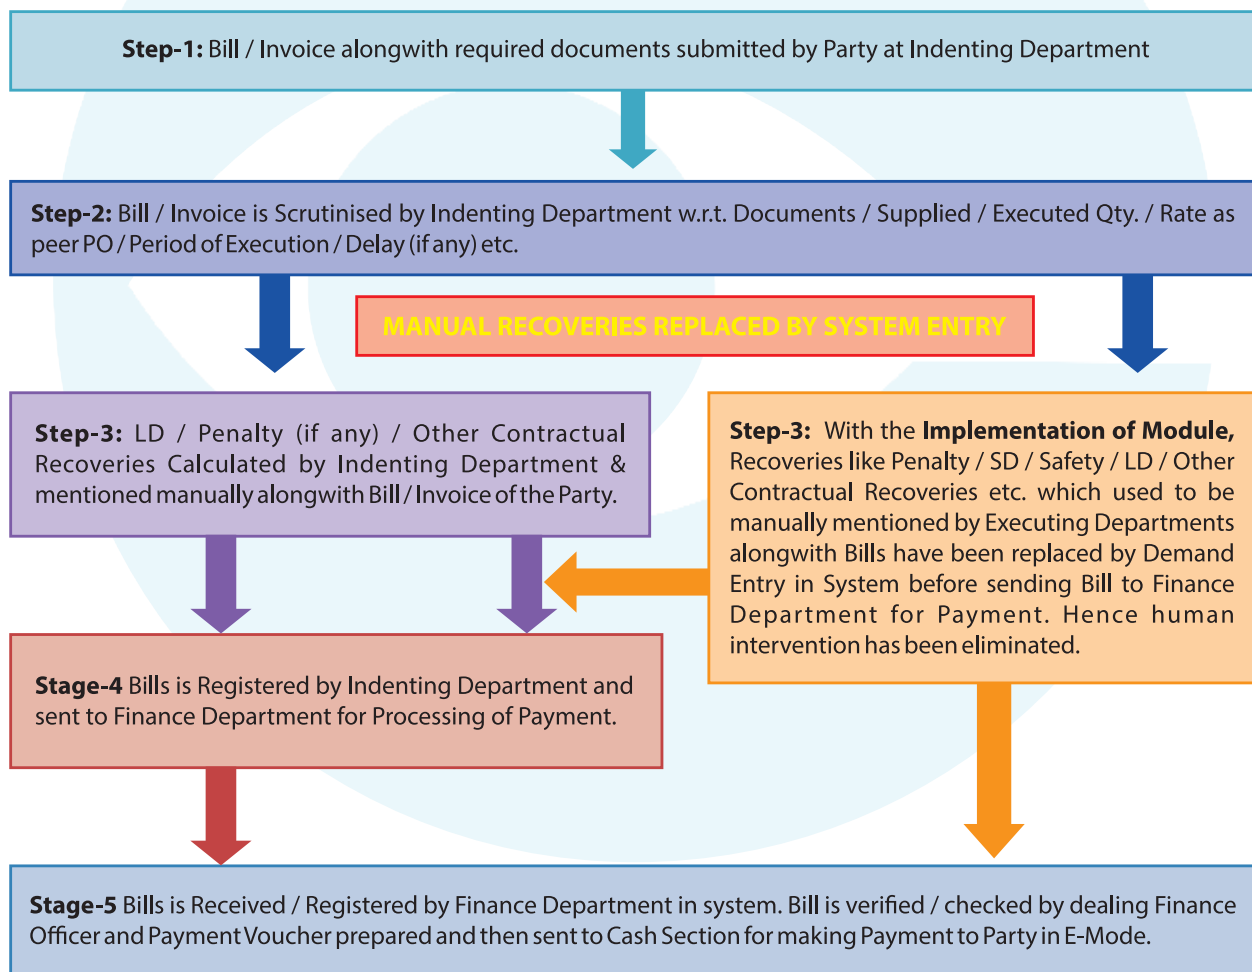 Step-1: Bill / Invoice alongwith required documents submitted by Party at Indenting Department
Step-2: Bill / Invoice is Scrutinised by Indenting Department w.r.t. Documents / Supplied / Executed Qty. / Rate as
peer PO / Period of Execution / Delay (if any) etc.
MANUAL RECOVERIES REPLACED BY SYSTEM ENTRY
Step-3: LD / Penalty (if any) / Other Contractual
Recoveries Calculated by Indenting Department &
mentioned manually alongwith Bill / Invoice of the Party.
Step-3: With the Implementation of Module,
Recoveries like Penalty / SD / Safety / LD / Other
Contractual Recoveries etc. which used to be
manually mentioned by Executing Departments
alongwith Bills have been replaced by Demand
Entry in System before sending Bill to Finance
Department for Payment. Hence human
intervention has been eliminated.
Stage-4 Bills is Registered by Indenting Department and
sent to Finance Department for Processing of Payment.
Stage-5 Bills is Received / Registered by Finance Department in system. Bill is verified / checked by dealing Finance
Officer and Payment Voucher prepared and then sent to Cash Section for making Payment to Party in E-Mode.